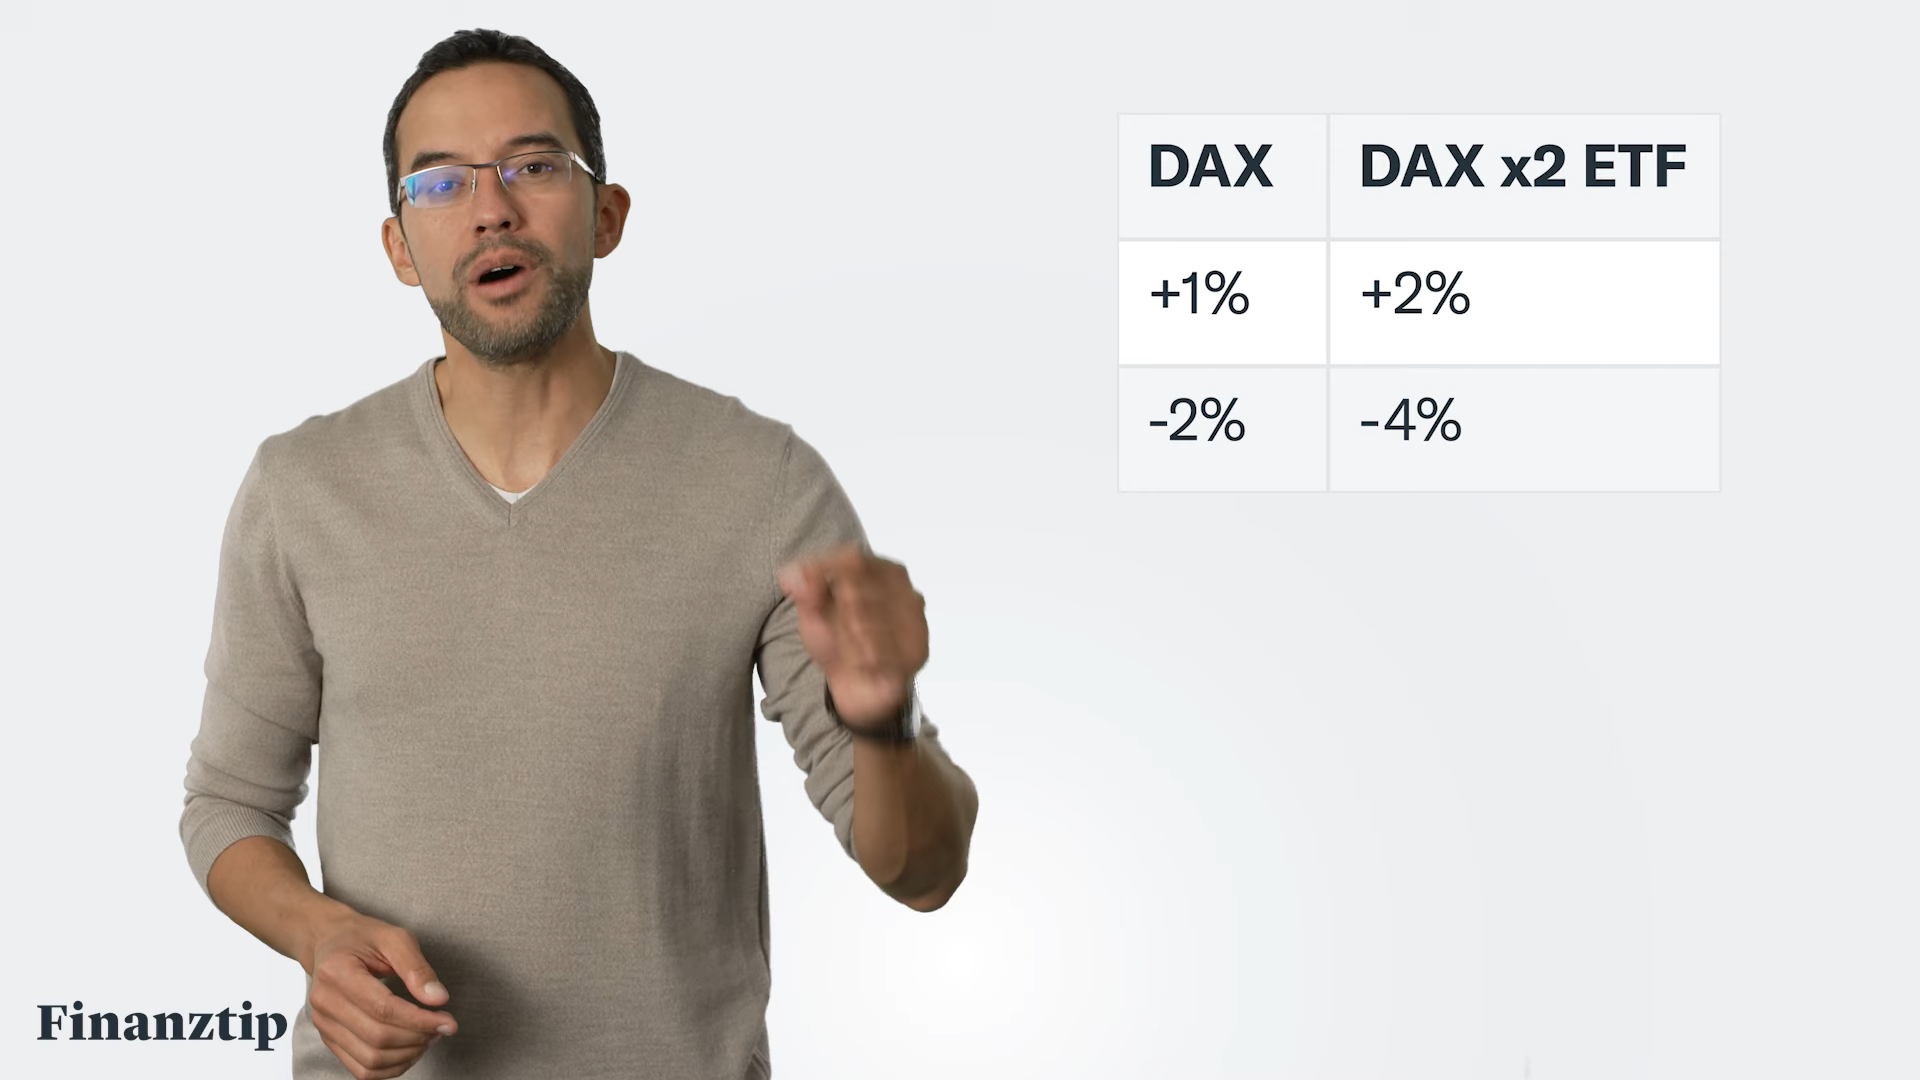 DAX DAX x2 ETF
+1% +2%
-2% -4%
Finanztip